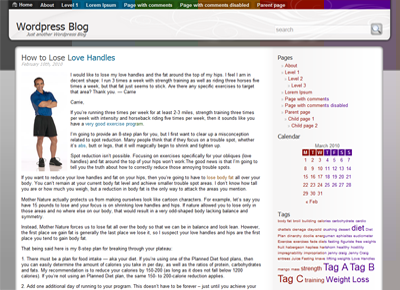 Home About Level 1 Lorem Ipsum Page with comments Page with comments disabled Parent page
Wordpress Blog
Just another Wordpress Blog
search
How to Lose Love Handles
February 10th, 2010
I would like to lose my love handles and the fat around the top of my hips. I feel I am in
decent shape. I run 3 times a week with strength training as well as riding three horses five
times a week, but that fat just seems to stick. Are there any specific exercises to target
that area? Thank you. — Carrie
Carrie,
If you're running three times per week for at least 2-3 miles, strength training three times
per week with intensity and horseback riding the five times per week, then it sounds like you
have a very good exercise program.
I'm going to provide an 8-step plan for you, but I first want to clear up a misconception
related to spot reduction. Many people think that if they focus on a trouble spot, whether
it's abs, butt or legs, that it will magically begin to shrink and tighten up.
Spot reduction isn't possible. Focusing on exercises specifically for your obliques (love
handles) and fat around the top of your hips won't work. The good news is that I'm going to
tell you the truth about how to actually reduce those annoying trouble spots.
If you want to reduce your love handles and fat on your hips, then you're going to have to lose body fat all over your
body. You can't remain at your current body fat level and achieve smaller trouble spot areas. I don't know how tall
you are or how much you weigh, but a reduction in body fat is the only way to attack the areas you mention.
Mother Nature actually protects us from making ourselves look like cartoon characters. For example, let's say you
have 15 pounds to lose and your focus is on shrinking love handles and hips. If nature allowed you to lose only in
those areas and no where else on our body, that would result in a very odd-shaped body lacking balance and
symmetry.
Instead, Mother Nature forces us to lose fat all over the body so that we can be in balance and look and feel good. However,
the first place we gain fat is generally the last place we lose it, so I suspect your love handles and hips are the first
place you tend to gain body fat.
That being said here is my 8-step plan for breaking through your plateau:
1. There must be a plan for food intake — aka your diet. If you're using one of the Planned Diet food plans, then
you can easily determine the amount of calories you take in per day, as well as the ratios of protein, carbohydrates
and fats. My recommendation is to reduce your calories by 100-200 (as long as it does not fall below 1200
calories). If you're not using an Planned Diet plan, the same 100- to 200-calorie reduction applies.
2. Add one additional day of running to your program. This doesn't have to be forever – just until you achieve your
Pages
About
Level 1
Level 2
Level 3
Lorem Ipsum
Page with comments
Page with comments disabled
Parent page
Child page 1
Child page 2
Calendar
March 2010
M T W T F S S
1 2 3 4 5 6 7
8 9 10 11 12 13 14
15 16 17 18 19 20 21
22 23 24 25 26 27 28
29 30 31
« Feb
Tags
diet
strength Tag A Tag B
Tag C training Weight Loss